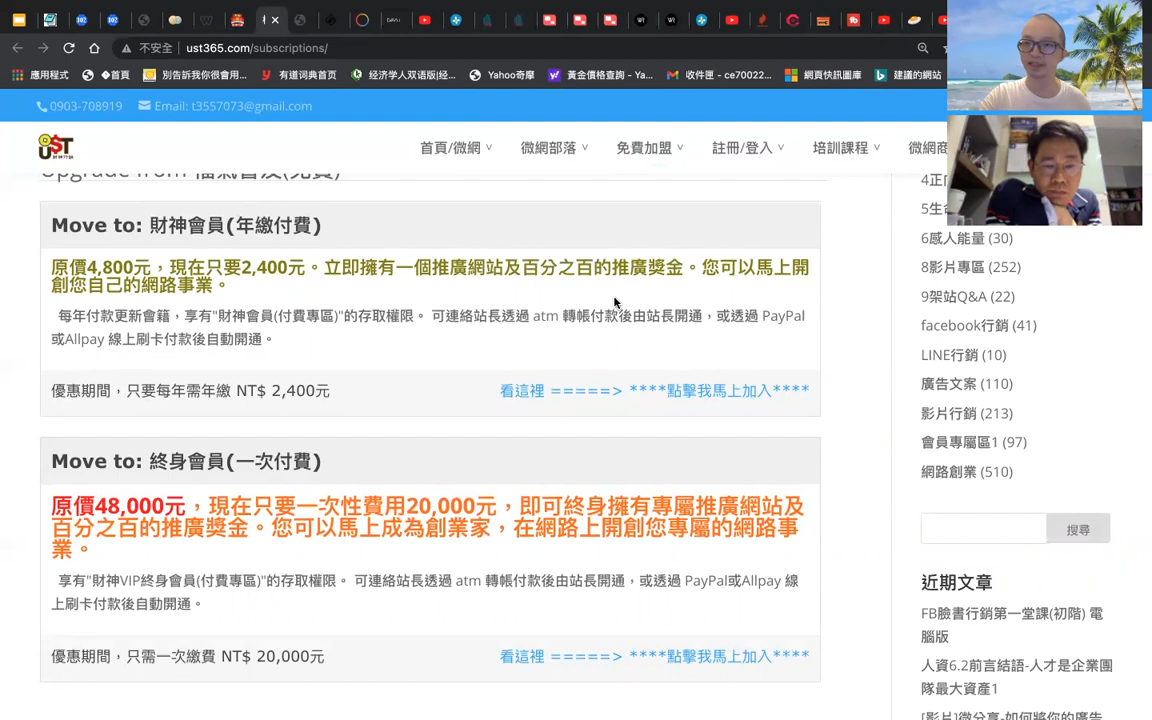 不安全 ust365.com/subscriptions/
應用程式 �首頁 別告訴我你很會用... 有道词典首页 经济学人双语版|经... Yahoo奇摩 黃金價格查詢 - Ya... 收件匣 - ce70022... 網頁快訊圖庫 建議的網站
0903-708919 Email: t3557073@gmail.com
UST
首頁/微網 微網部落 免費加盟 註冊/登入 培訓課程 微網商
Move to: 財神會員(年繳付費)
原價4,800元，現在只要2,400元。立即擁有一個推廣網站及百分之百的推廣獎金。您可以馬上開
創您自己的網路事業。
每年付款更新會籍，享有"財神會員(付費專區)"的存取權限。 可連絡站長透過 atm 轉帳付款後由站長開通，或透過 PayPal
或Allpay 線上刷卡付款後自動開通。
優惠期間，只要每年需年繳 NT$ 2,400元 看這裡 =====> ****點擊我馬上加入****
Move to: 終身會員(一次付費)
原價48,000元，現在只要一次性費用20,000元，即可終身擁有專屬推廣網站及
百分之百的推廣獎金。您可以馬上成為創業家，在網路上開創您專屬的網路事
業。
享有"財神VIP終身會員(付費專區)"的存取權限。 可連絡站長透過 atm 轉帳付款後由站長開通，或透過 PayPal或Allpay 線
上刷卡付款後自動開通。
優惠期間，只需一次繳費 NT$ 20,000元 看這裡 =====> ****點擊我馬上加入****
6感人能量 (30)
7影片專區 (252)
9架站Q&A (22)
facebook行銷 (41)
LINE行銷 (10)
廣告文案 (110)
影片行銷 (213)
會員專屬區1 (97)
網路創業 (510)
搜尋
近期文章
FB臉書行銷第一堂課(初階) 電
腦版
人資6.2前言結語-人才是企業團
隊最大資產1
[影片]微分享-如何將你的廣告